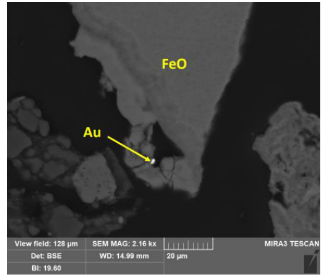 FeO
Au
View field: 128 µm SEM MAG: 2.16 kx MIRA3 TESCAN
Det: BSE WD: 14.99 mm 20 µm
BI: 19.60